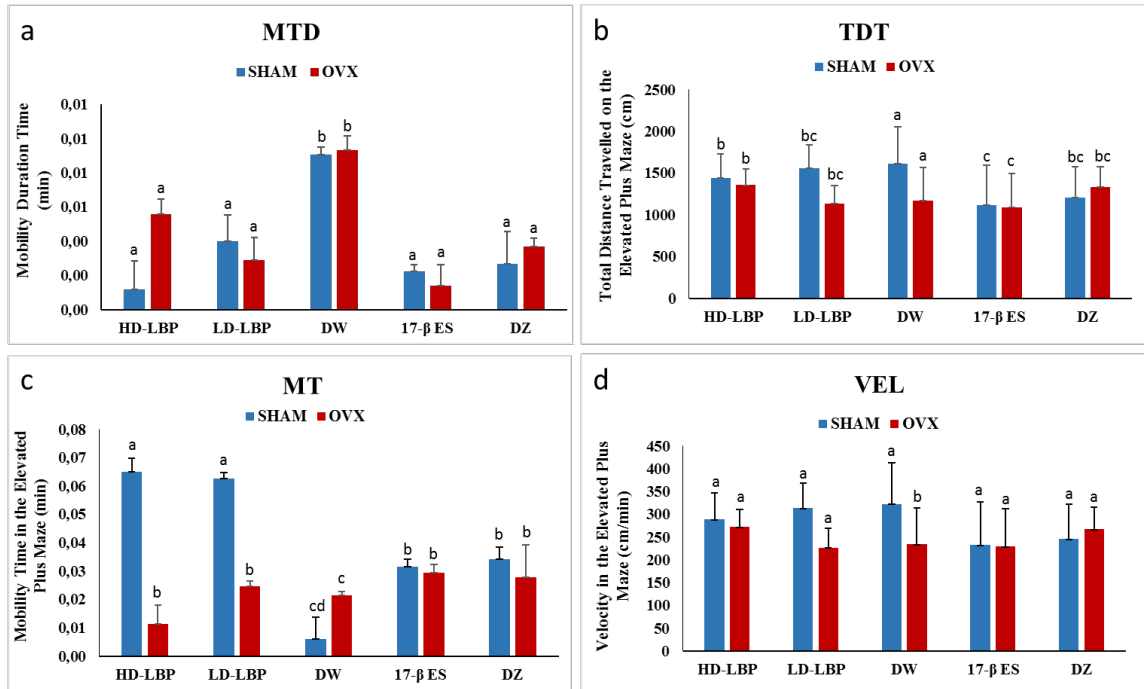 a
MTD
SHAM OVX
Mobility Duration Time
(min)
0,01
0,01
0,01
0,01
0,00
0,00
0,00
a a a a b b a a a a
HD-LBP LD-LBP DW 17-β ES DZ
b
TDT
SHAM OVX
Total Distance Travelled on the
Elevated Plus Maze (cm)
2500
2000
1500
1000
500
0
b b bc bc a a c c bc bc
HD-LBP LD-LBP DW 17-β ES DZ
c
MT
SHAM OVX
Mobility Time in the Elevated
Plus Maze (min)
0,08
0,07
0,06
0,05
0,04
0,03
0,02
0,01
0,00
a b a b cd c b b b b
HD-LBP LD-LBP DW 17-β ES DZ
d
VEL
SHAM OVX
Velocity in the Elevated Plus
Maze (cm/min)
450
400
350
300
250
200
150
100
50
0
a a a a a b a a a a
HD-LBP LD-LBP DW 17-β ES DZ